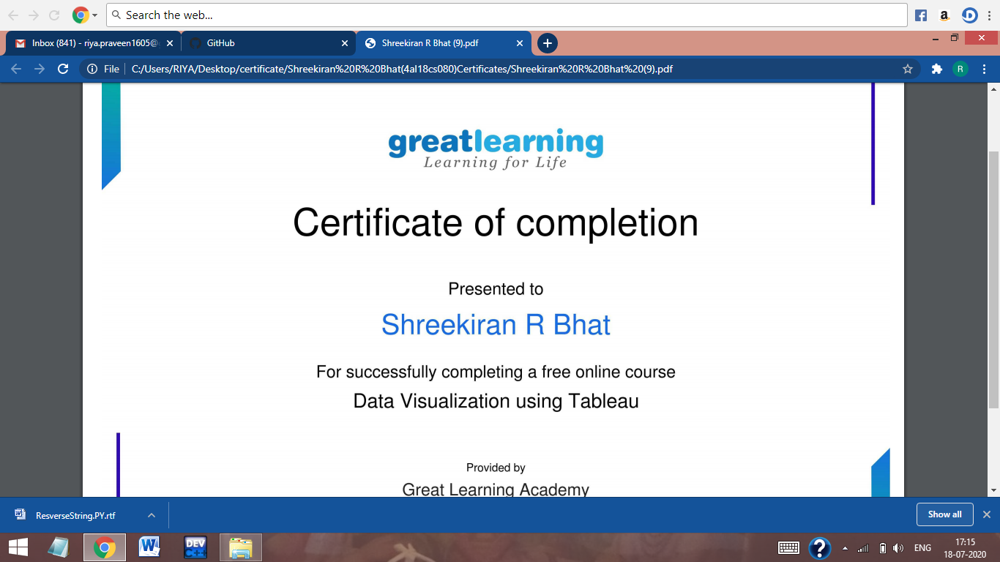 Search the web...
Inbox (841) - riya.praveen1605@
GitHub
Shreekiran R Bhat (9).pdf
File
C:/Users/RIYA/Desktop/certificate/Shreekiran%20R%20Bhat(4al18cs080)Certificates/Shreekiran%20R%20Bhat%20(9).pdf
R
greatlearning
Learning for Life
Certificate of completion
Presented to
Shreekiran R Bhat
For successfully completing a free online course
Data Visualization using Tableau
Provided by
Great Learning Academy
ResverseString.PY.rtf
Show all
DEV
C++
ENG
17:15
18-07-2020